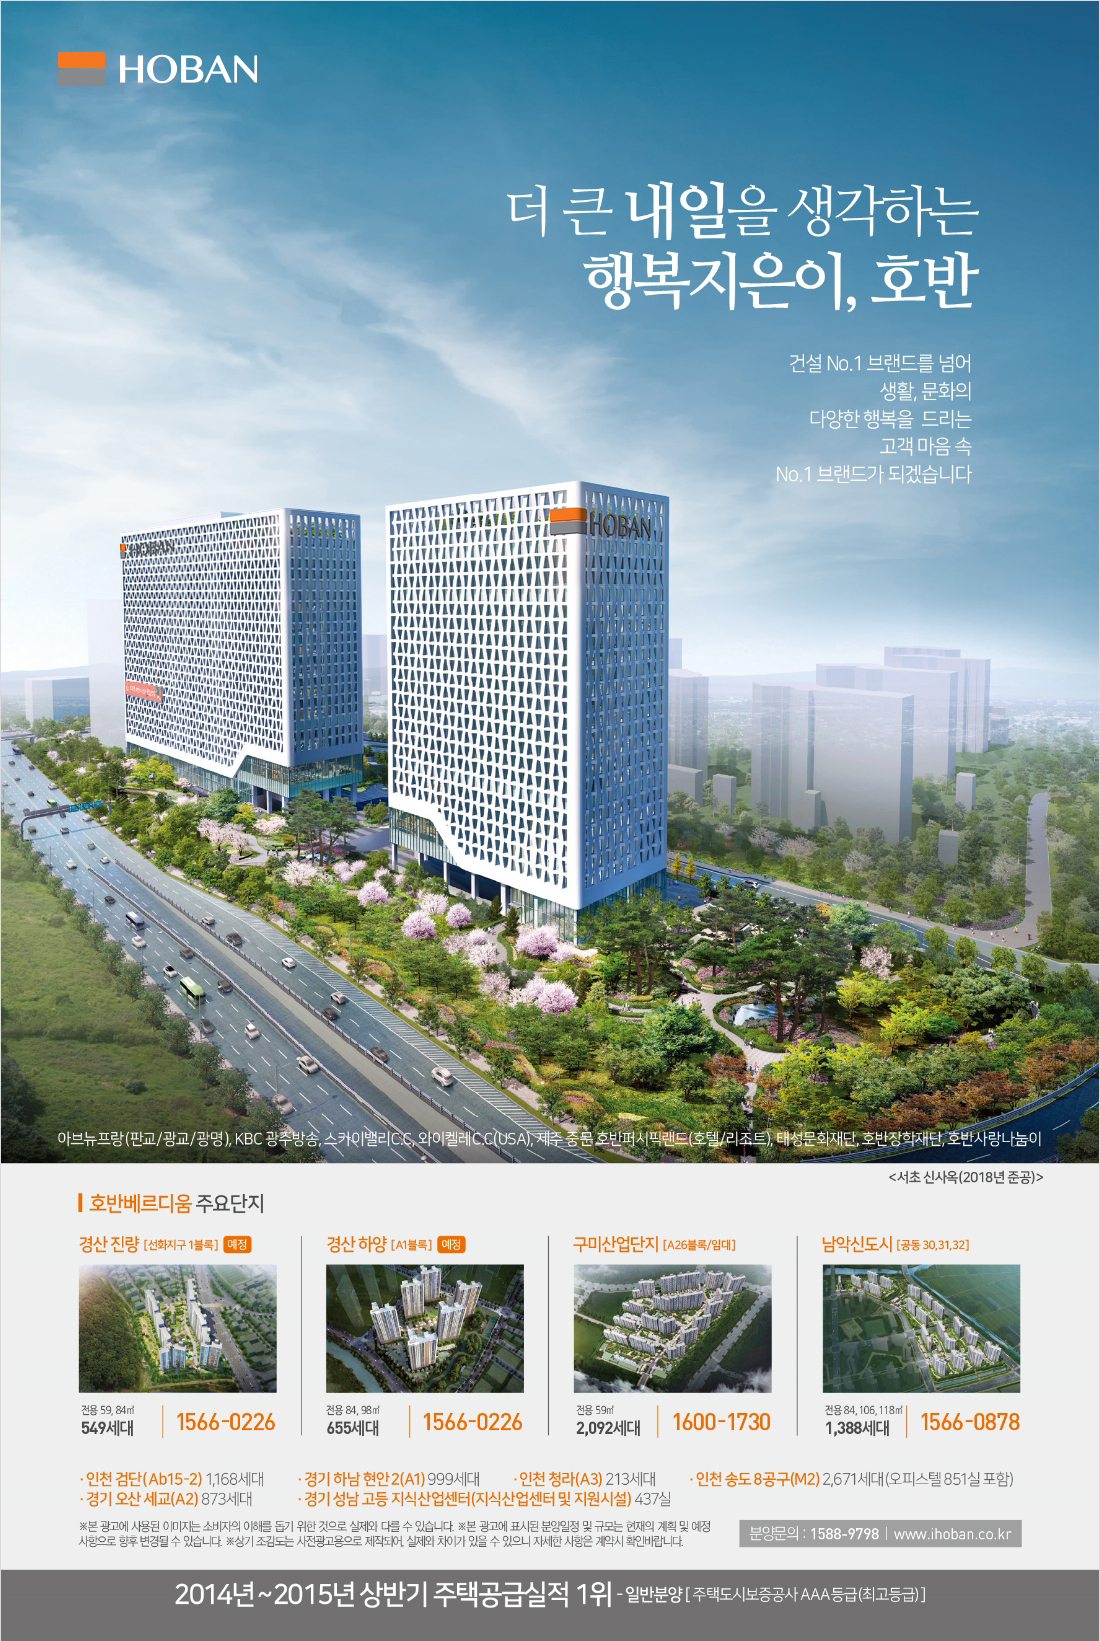 HOBAN
더 큰 내일을 생각하는
행복지은이, 호반
건설 No.1 브랜드를 넘어
생활, 문화의
다양한 행복을 드리는
고객 마음 속
No.1 브랜드가 되겠습니다
HOBAN
HOBAN
아브뉴프랑(판교/광교/광명), KBC 광주방송, 스카이밸리C.C, 와이켈레C.C(USA), 제주 중문 호반퍼시픽랜드(호텔/리조트), 태성문화재단, 호반장학재단, 호반사랑나눔이
<서초 신사옥(2018년 준공)>
호반베르디움 주요단지
경산 진량 [선화지구 1블록] 예정
전용 59, 84㎡
549세대
1566-0226
경산 하양 [A1블록] 예정
전용 84, 98㎡
655세대
1566-0226
구미산업단지 [A26블록/임대]
전용 59㎡
2,092세대
1600-1730
남악신도시 [공동 30,31,32]
전용 84, 106, 118㎡
1,388세대
1566-0878
· 인천 검단(Ab15-2) 1,168세대 · 경기 하남 현안2(A1) 999세대 · 인천 청라(A3) 213세대 · 인천 송도 8공구(M2) 2,671세대(오피스텔 851실 포함)
· 경기 오산 세교(A2) 873세대 · 경기 성남 고등 지식산업센터(지식산업센터 및 지원시설) 437실
※본 광고에 사용된 이미지는 소비자의 이해를 돕기 위한 것으로 실제와 다를 수 있습니다. ※본 광고에 표시된 분양일정 및 규모는 현재의 계획 및 예정
사항으로 향후 변경될 수 있습니다. ※상기 조감도는 사전광고용으로 제작되어, 실제와 차이가 있을 수 있으니 자세한 사항은 계약시 확인바랍니다.
분양문의 : 1588-9798 | www.ihoban.co.kr
2014년~2015년 상반기 주택공급실적 1위 - 일반분양 [ 주택도시보증공사 AAA등급(최고등급) ]